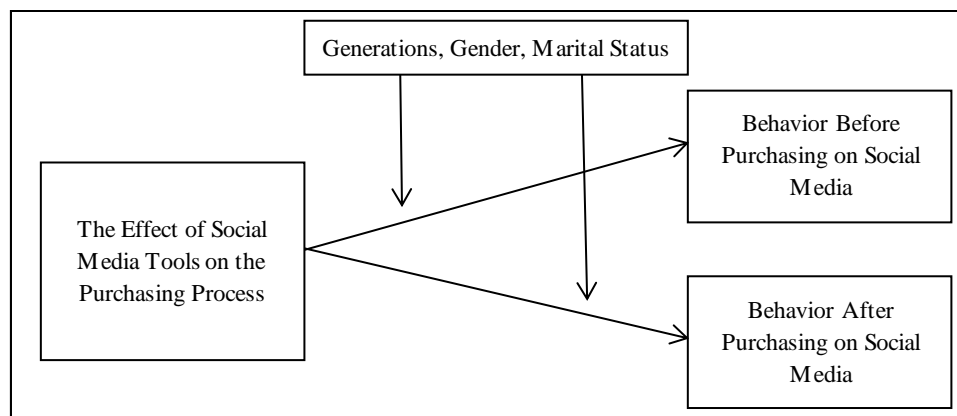 Generations, Gender, Marital Status
Behavior Before
Purchasing on Social
Media
The Effect of Social
Media Tools on the
Purchasing Process
Behavior After
Purchasing on Social
Media